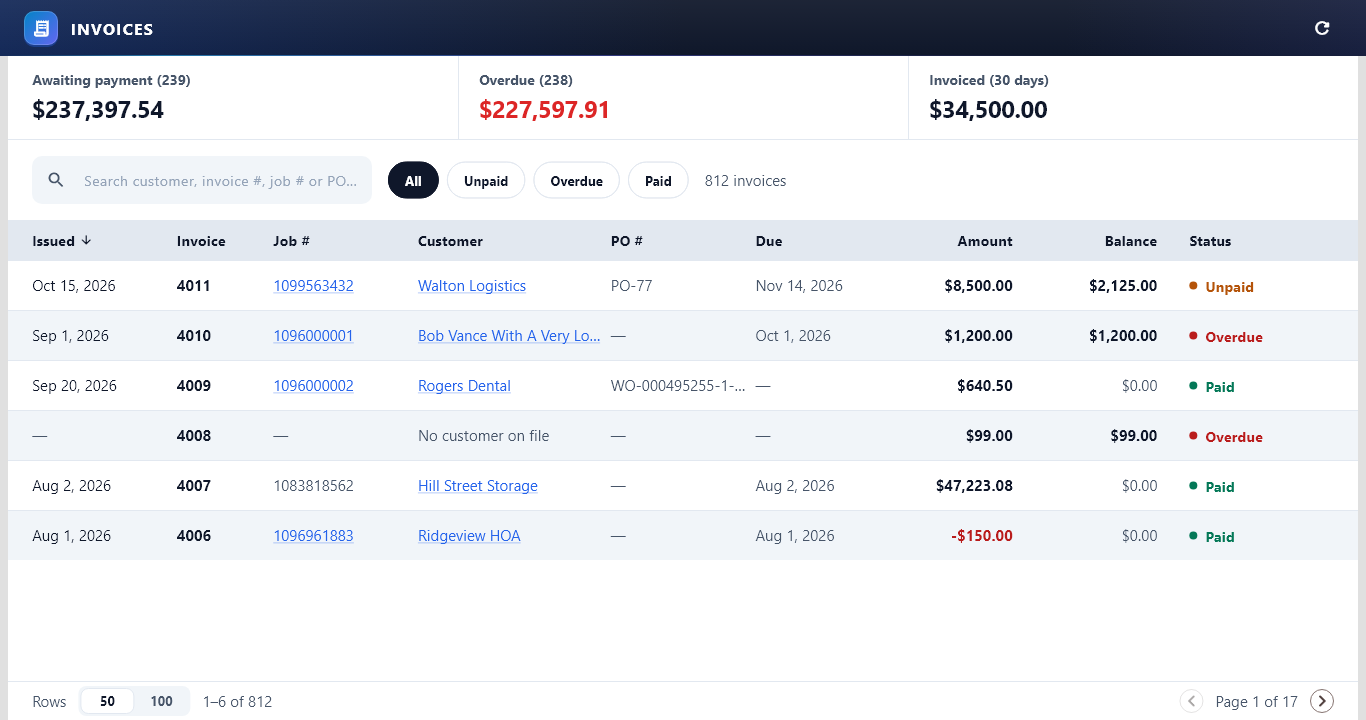 INVOICES
Awaiting payment (239) Overdue (238) Invoiced (30 days)
$237,397.54 $227,597.91 $34,500.00
Search customer, invoice #, job # or PO... All Unpaid Overdue Paid 812 invoices
Issued ↓ Invoice Job # Customer PO # Due Amount Balance Status
Oct 15, 2026 4011 1099563432 Walton Logistics PO-77 Nov 14, 2026 $8,500.00 $2,125.00 Unpaid
Sep 1, 2026 4010 1096000001 Bob Vance With A Very Lo... — Oct 1, 2026 $1,200.00 $1,200.00 Overdue
Sep 20, 2026 4009 1096000002 Rogers Dental WO-000495255-1-... — $640.50 $0.00 Paid
— 4008 — No customer on file — — $99.00 $99.00 Overdue
Aug 2, 2026 4007 1083818562 Hill Street Storage — Aug 2, 2026 $47,223.08 $0.00 Paid
Aug 1, 2026 4006 1096961883 Ridgeview HOA — Aug 1, 2026 -$150.00 $0.00 Paid
Rows 50 100 1–6 of 812 Page 1 of 17